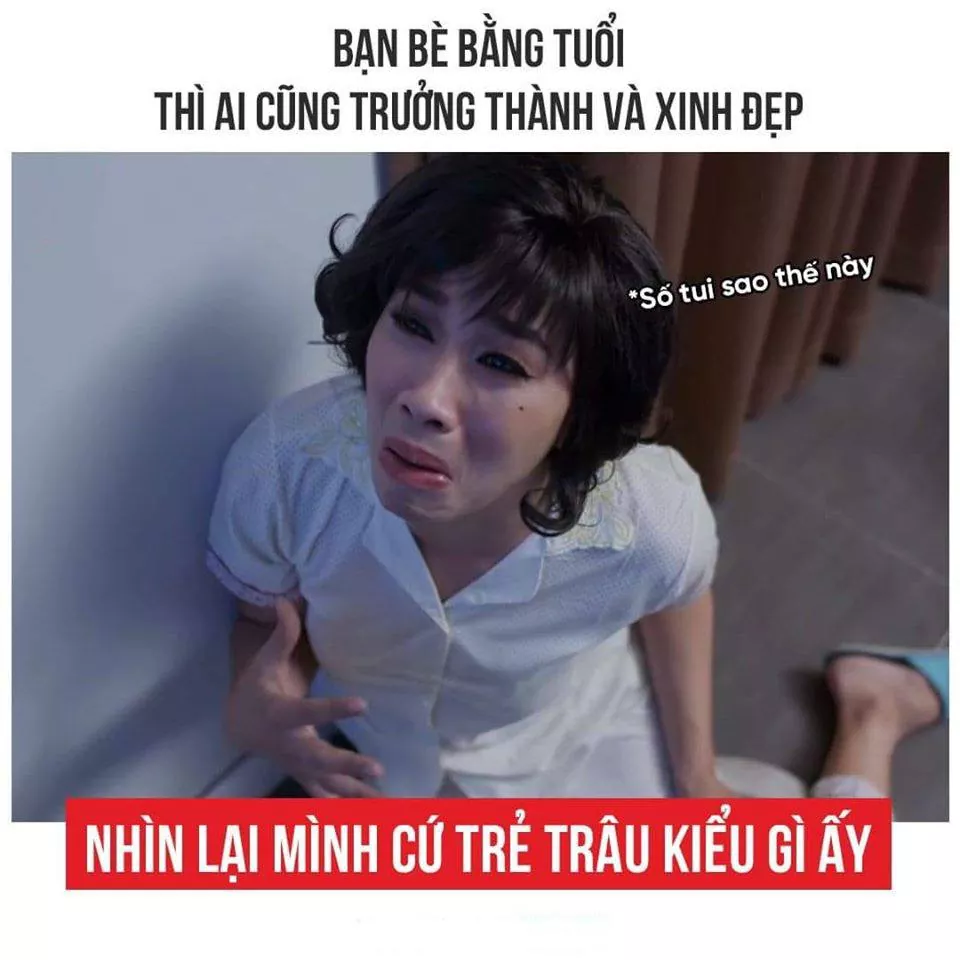 BẠN BÈ BẰNG TUỔI
THÌ AI CŨNG TRƯỞNG THÀNH VÀ XINH ĐẸP
*Số tui sao thế này
NHÌN LẠI MÌNH CỨ TRẺ TRÂU KIỂU GÌ ẤY